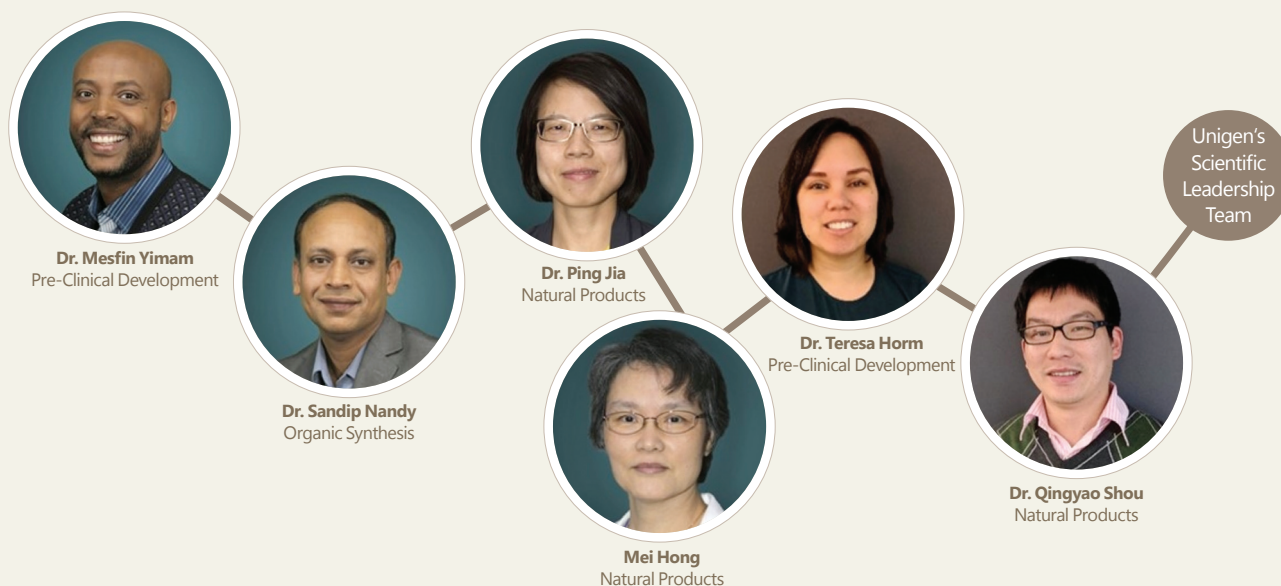 Unigen's
Scientific
Leadership
Team
Dr. Mesfin Yimam
Pre-Clinical Development
Dr. Sandip Nandy
Organic Synthesis
Dr. Ping Jia
Natural Products
Mei Hong
Natural Products
Dr. Teresa Horm
Pre-Clinical Development
Dr. Qingyao Shou
Natural Products